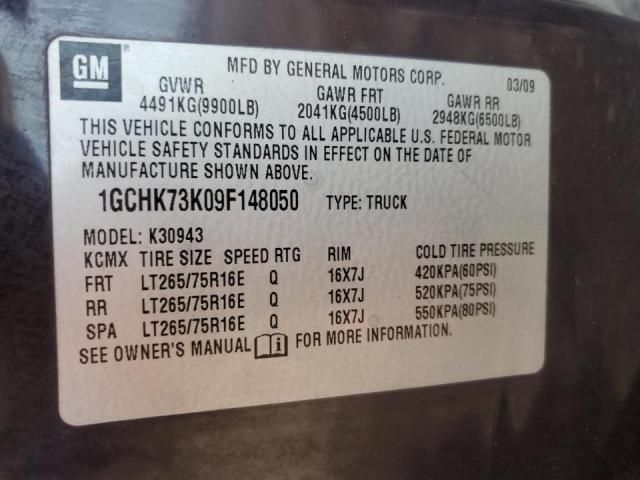 GM ®
MFD BY GENERAL MOTORS CORP. 03/09
GVWR GAWR FRT GAWR RR
4491KG(9900LB) 2041KG(4500LB) 2948KG(6500LB)
THIS VEHICLE CONFORMS TO ALL APPLICABLE U.S. FEDERAL MOTOR
VEHICLE SAFETY STANDARDS IN EFFECT ON THE DATE OF
MANUFACTURE SHOWN ABOVE.
1GCHK73K09F148050 TYPE: TRUCK
MODEL: K30943
KCMX TIRE SIZE SPEED RTG RIM COLD TIRE PRESSURE
FRT LT265/75R16E Q 16X7J 420KPA(60PSI)
RR LT265/75R16E Q 16X7J 520KPA(75PSI)
SPA LT265/75R16E Q 16X7J 550KPA(80PSI)
SEE OWNER'S MANUAL i FOR MORE INFORMATION.